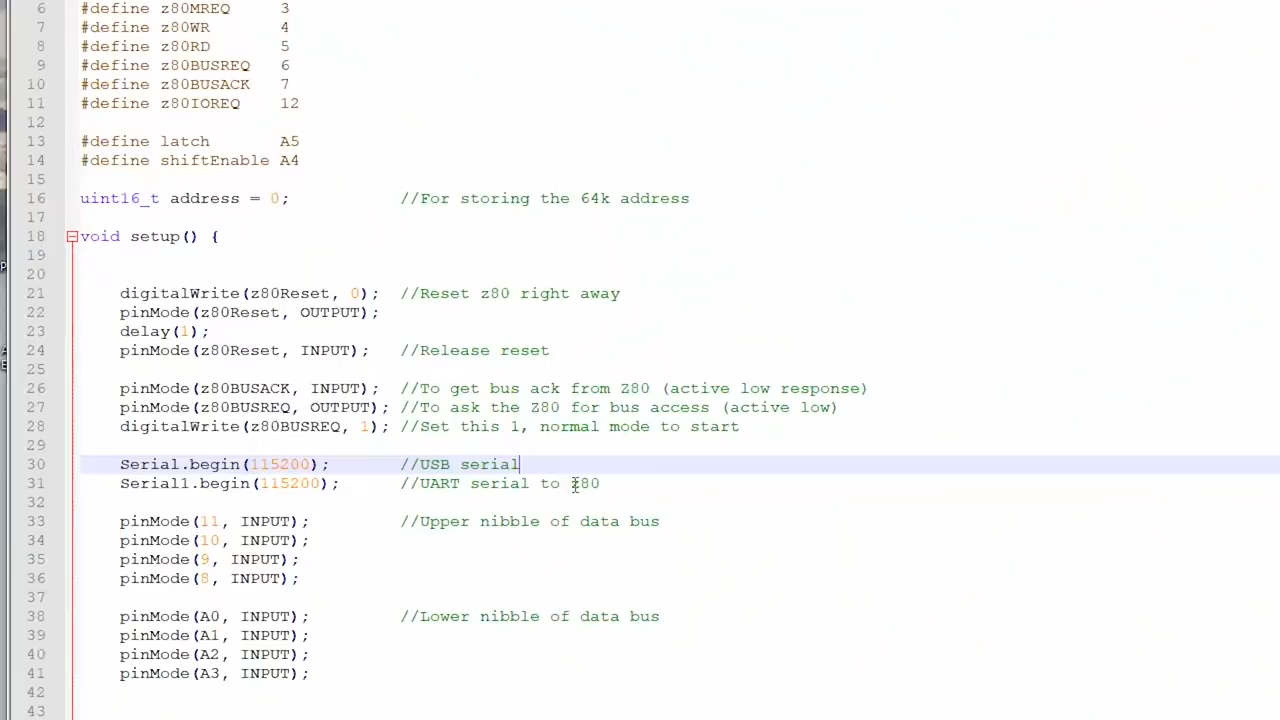 6 #define z80MREQ 3
7 #define z80WR 4
8 #define z80RD 5
9 #define z80BUSREQ 6
10 #define z80BUSACK 7
11 #define z80IOREQ 12
12
13 #define latch A5
14 #define shiftEnable A4
15
16 uint16_t address = 0; //For storing the 64k address
17
18 void setup() {
19
20
21 digitalWrite(z80Reset, 0); //Reset z80 right away
22 pinMode(z80Reset, OUTPUT);
23 delay(1);
24 pinMode(z80Reset, INPUT); //Release reset
25
26 pinMode(z80BUSACK, INPUT); //To get bus ack from Z80 (active low response)
27 pinMode(z80BUSREQ, OUTPUT); //To ask the Z80 for bus access (active low)
28 digitalWrite(z80BUSREQ, 1); //Set this 1, normal mode to start
29
30 Serial.begin(115200); //USB serial
31 Serial1.begin(115200); //UART serial to z80
32
33 pinMode(11, INPUT); //Upper nibble of data bus
34 pinMode(10, INPUT);
35 pinMode(9, INPUT);
36 pinMode(8, INPUT);
37
38 pinMode(A0, INPUT); //Lower nibble of data bus
39 pinMode(A1, INPUT);
40 pinMode(A2, INPUT);
41 pinMode(A3, INPUT);
42
43